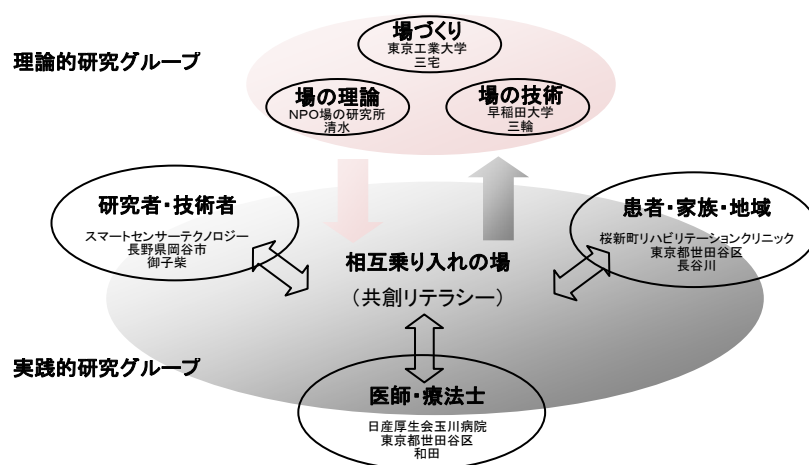 場づくり
東京工業大学
三宅
理論的研究グループ
場の理論
NPO場の研究所
清水
場の技術
早稲田大学
三輪
研究者・技術者
スマートセンサーテクノロジー
長野県岡谷市
御子柴
患者・家族・地域
桜新町リハビリテーションクリニック
東京都世田谷区
長谷川
相互乗り入れの場
（共創リテラシー）
実践的研究グループ
医師・療法士
日産厚生会玉川病院
東京都世田谷区
和田